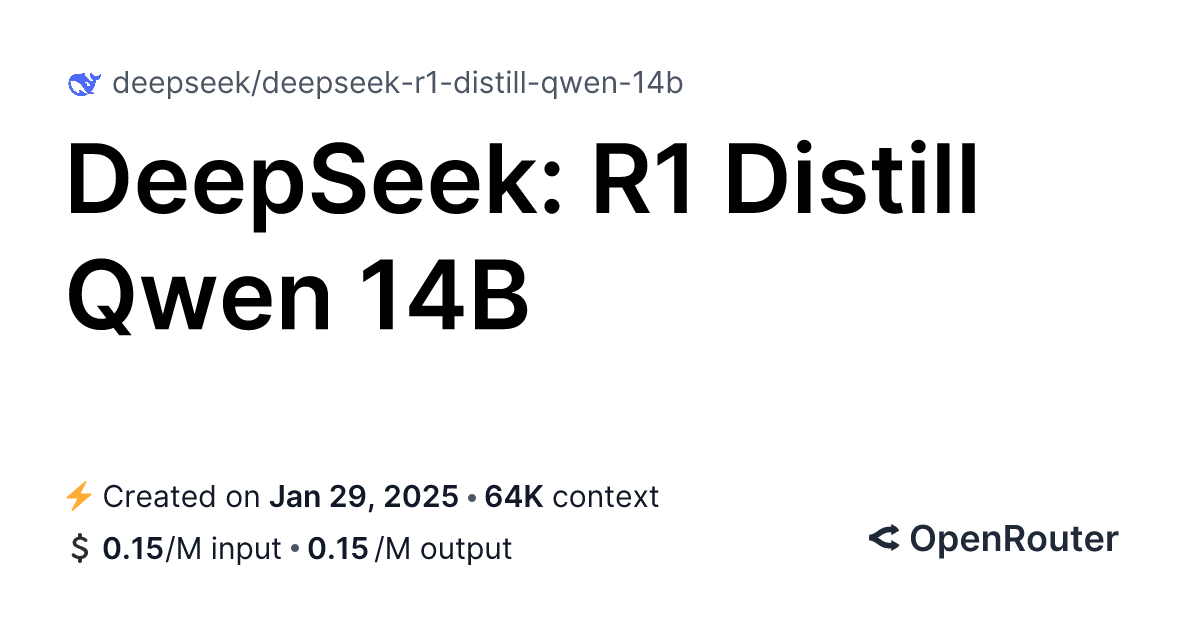 deepseek/deepseek-r1-distill-qwen-14b
DeepSeek: R1 Distill
Qwen 14B
⚡ Created on Jan 29, 2025 • 64K context
$ 0.15/M input • 0.15 /M output
OpenRouter